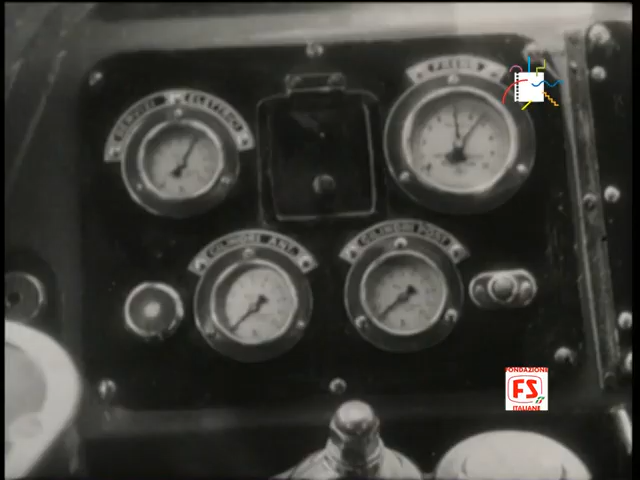 SERVIZI ELETTRICI
FRENO
CILINDRI ANT.
CILINDRI POST.
FONDAZIONE
FS
ITALIANE